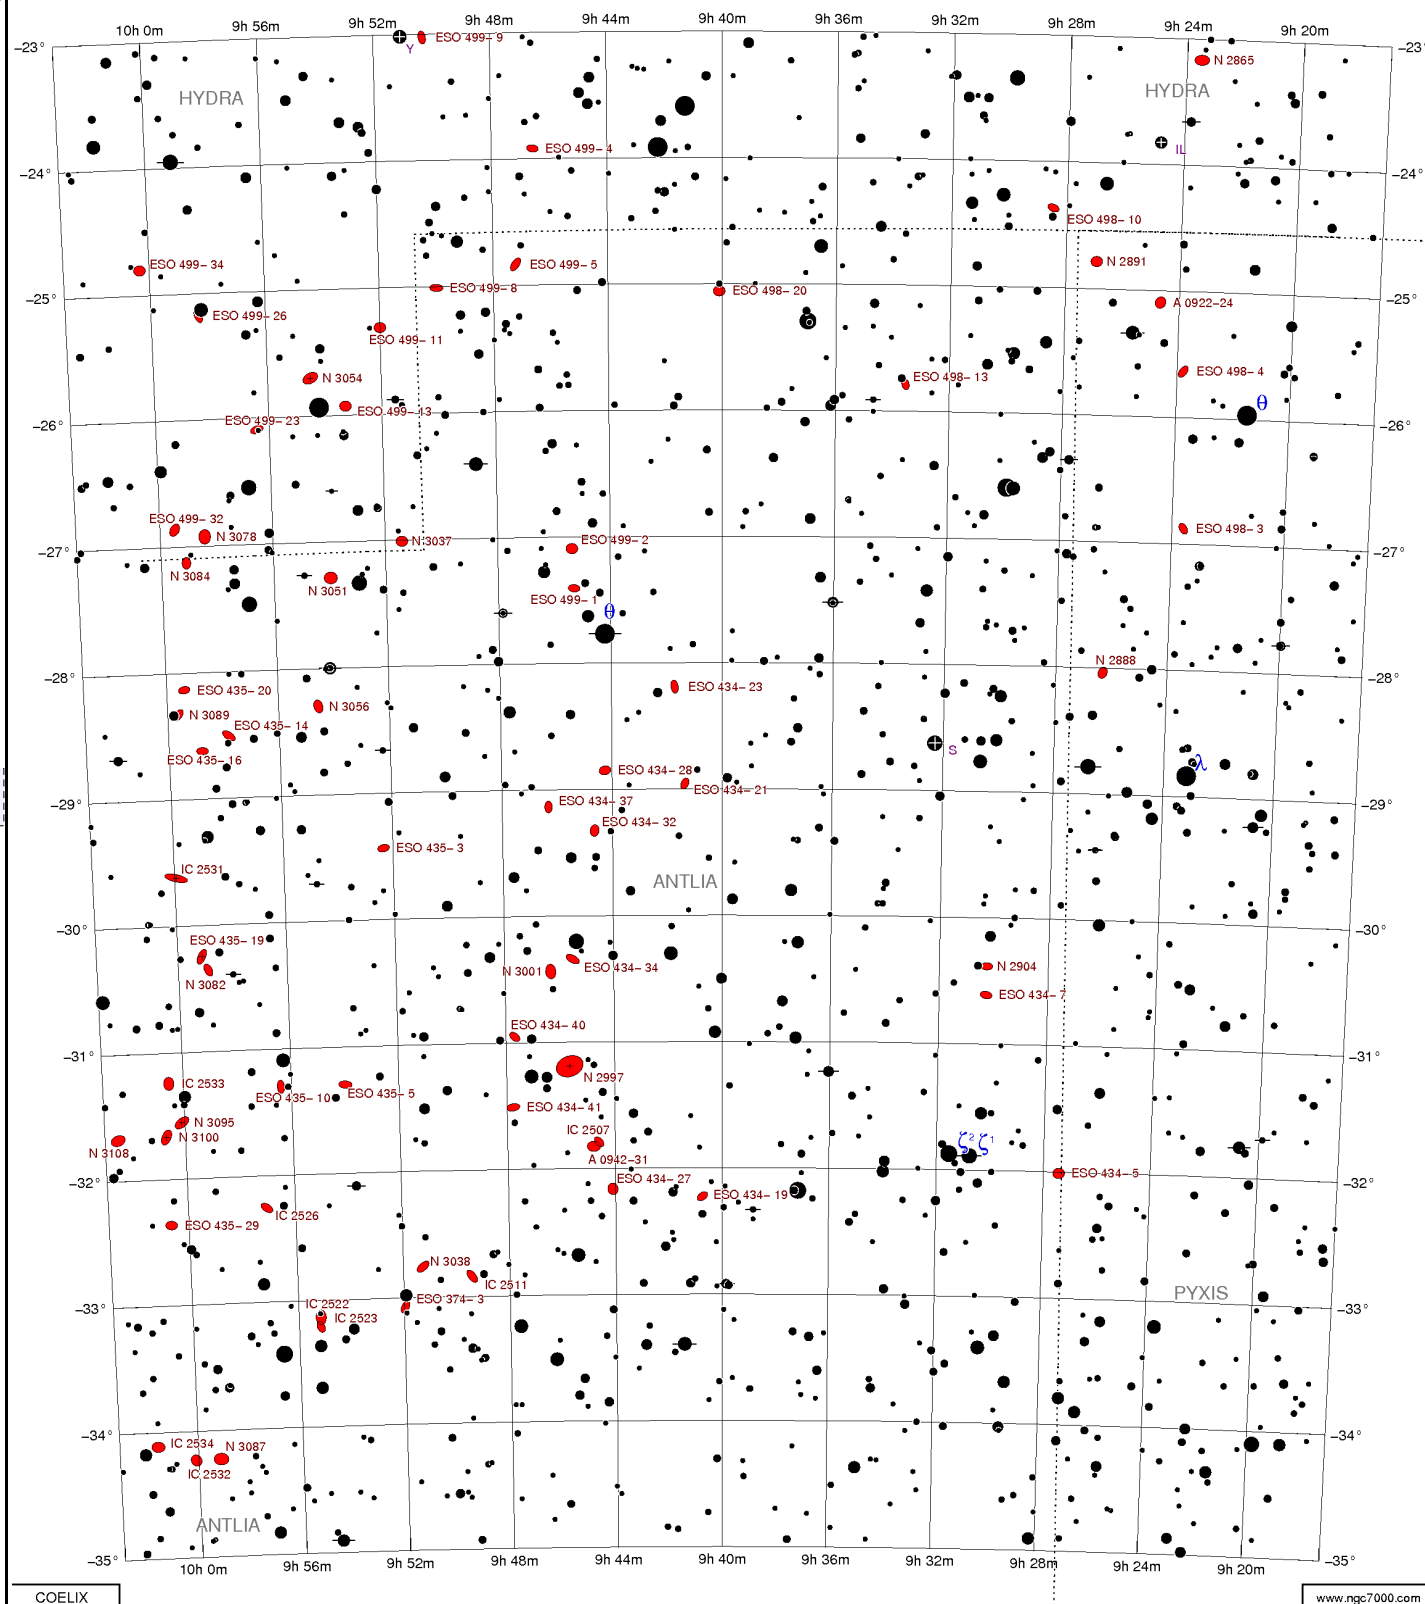 10h 0m 9h 56m 9h 52m 9h 48m 9h 44m 9h 40m 9h 36m 9h 32m 9h 28m 9h 24m 9h 20m
−23° −23°
Y ESO 499- 9
N 2865
HYDRA HYDRA
ESO 499- 4 IL
−24° −24°
ESO 498- 10
ESO 499- 34 ESO 499- 5 N 2891
ESO 499- 8 ESO 498- 20
−25° −25°
A 0922-24
ESO 499- 26
ESO 499- 11
N 3054 ESO 498- 13 ESO 498- 4
ESO 499- 13 θ
ESO 499- 23
−26° −26°
ESO 499- 32
N 3078 N 3037 ESO 499- 2 ESO 498- 3
−27° −27°
N 3084
N 3051 ESO 499- 1
θ
N 2888
−28° −28°
ESO 435- 20 ESO 434- 23
N 3056
N 3089 ESO 435- 14
ESO 435- 16 S
λ
ESO 434- 28
ESO 434- 21
−29° −29°
ESO 434- 37
ESO 434- 32
ESO 435- 3
IC 2531
ANTLIA
−30° −30°
ESO 435- 19
N 3082 N 3001 ESO 434- 34 N 2904
ESO 434- 7
ESO 434- 40
−31° −31°
N 2997
IC 2533
ESO 435- 10 ESO 435- 5
ESO 434- 41
N 3095 IC 2507
N 3100
N 3108 A 0942-31 ζ² ζ¹
ESO 434- 5
−32° −32°
ESO 434- 27 ESO 434- 19
IC 2526
ESO 435- 29
N 3038
IC 2511
PYXIS
ESO 374- 3
−33° −33°
IC 2522
IC 2523
−34° −34°
IC 2534 N 3087
IC 2532
ANTLIA
−35° −35°
10h 0m 9h 56m 9h 52m 9h 48m 9h 44m 9h 40m 9h 36m 9h 32m 9h 28m 9h 24m 9h 20m
COELIX www.ngc7000.com